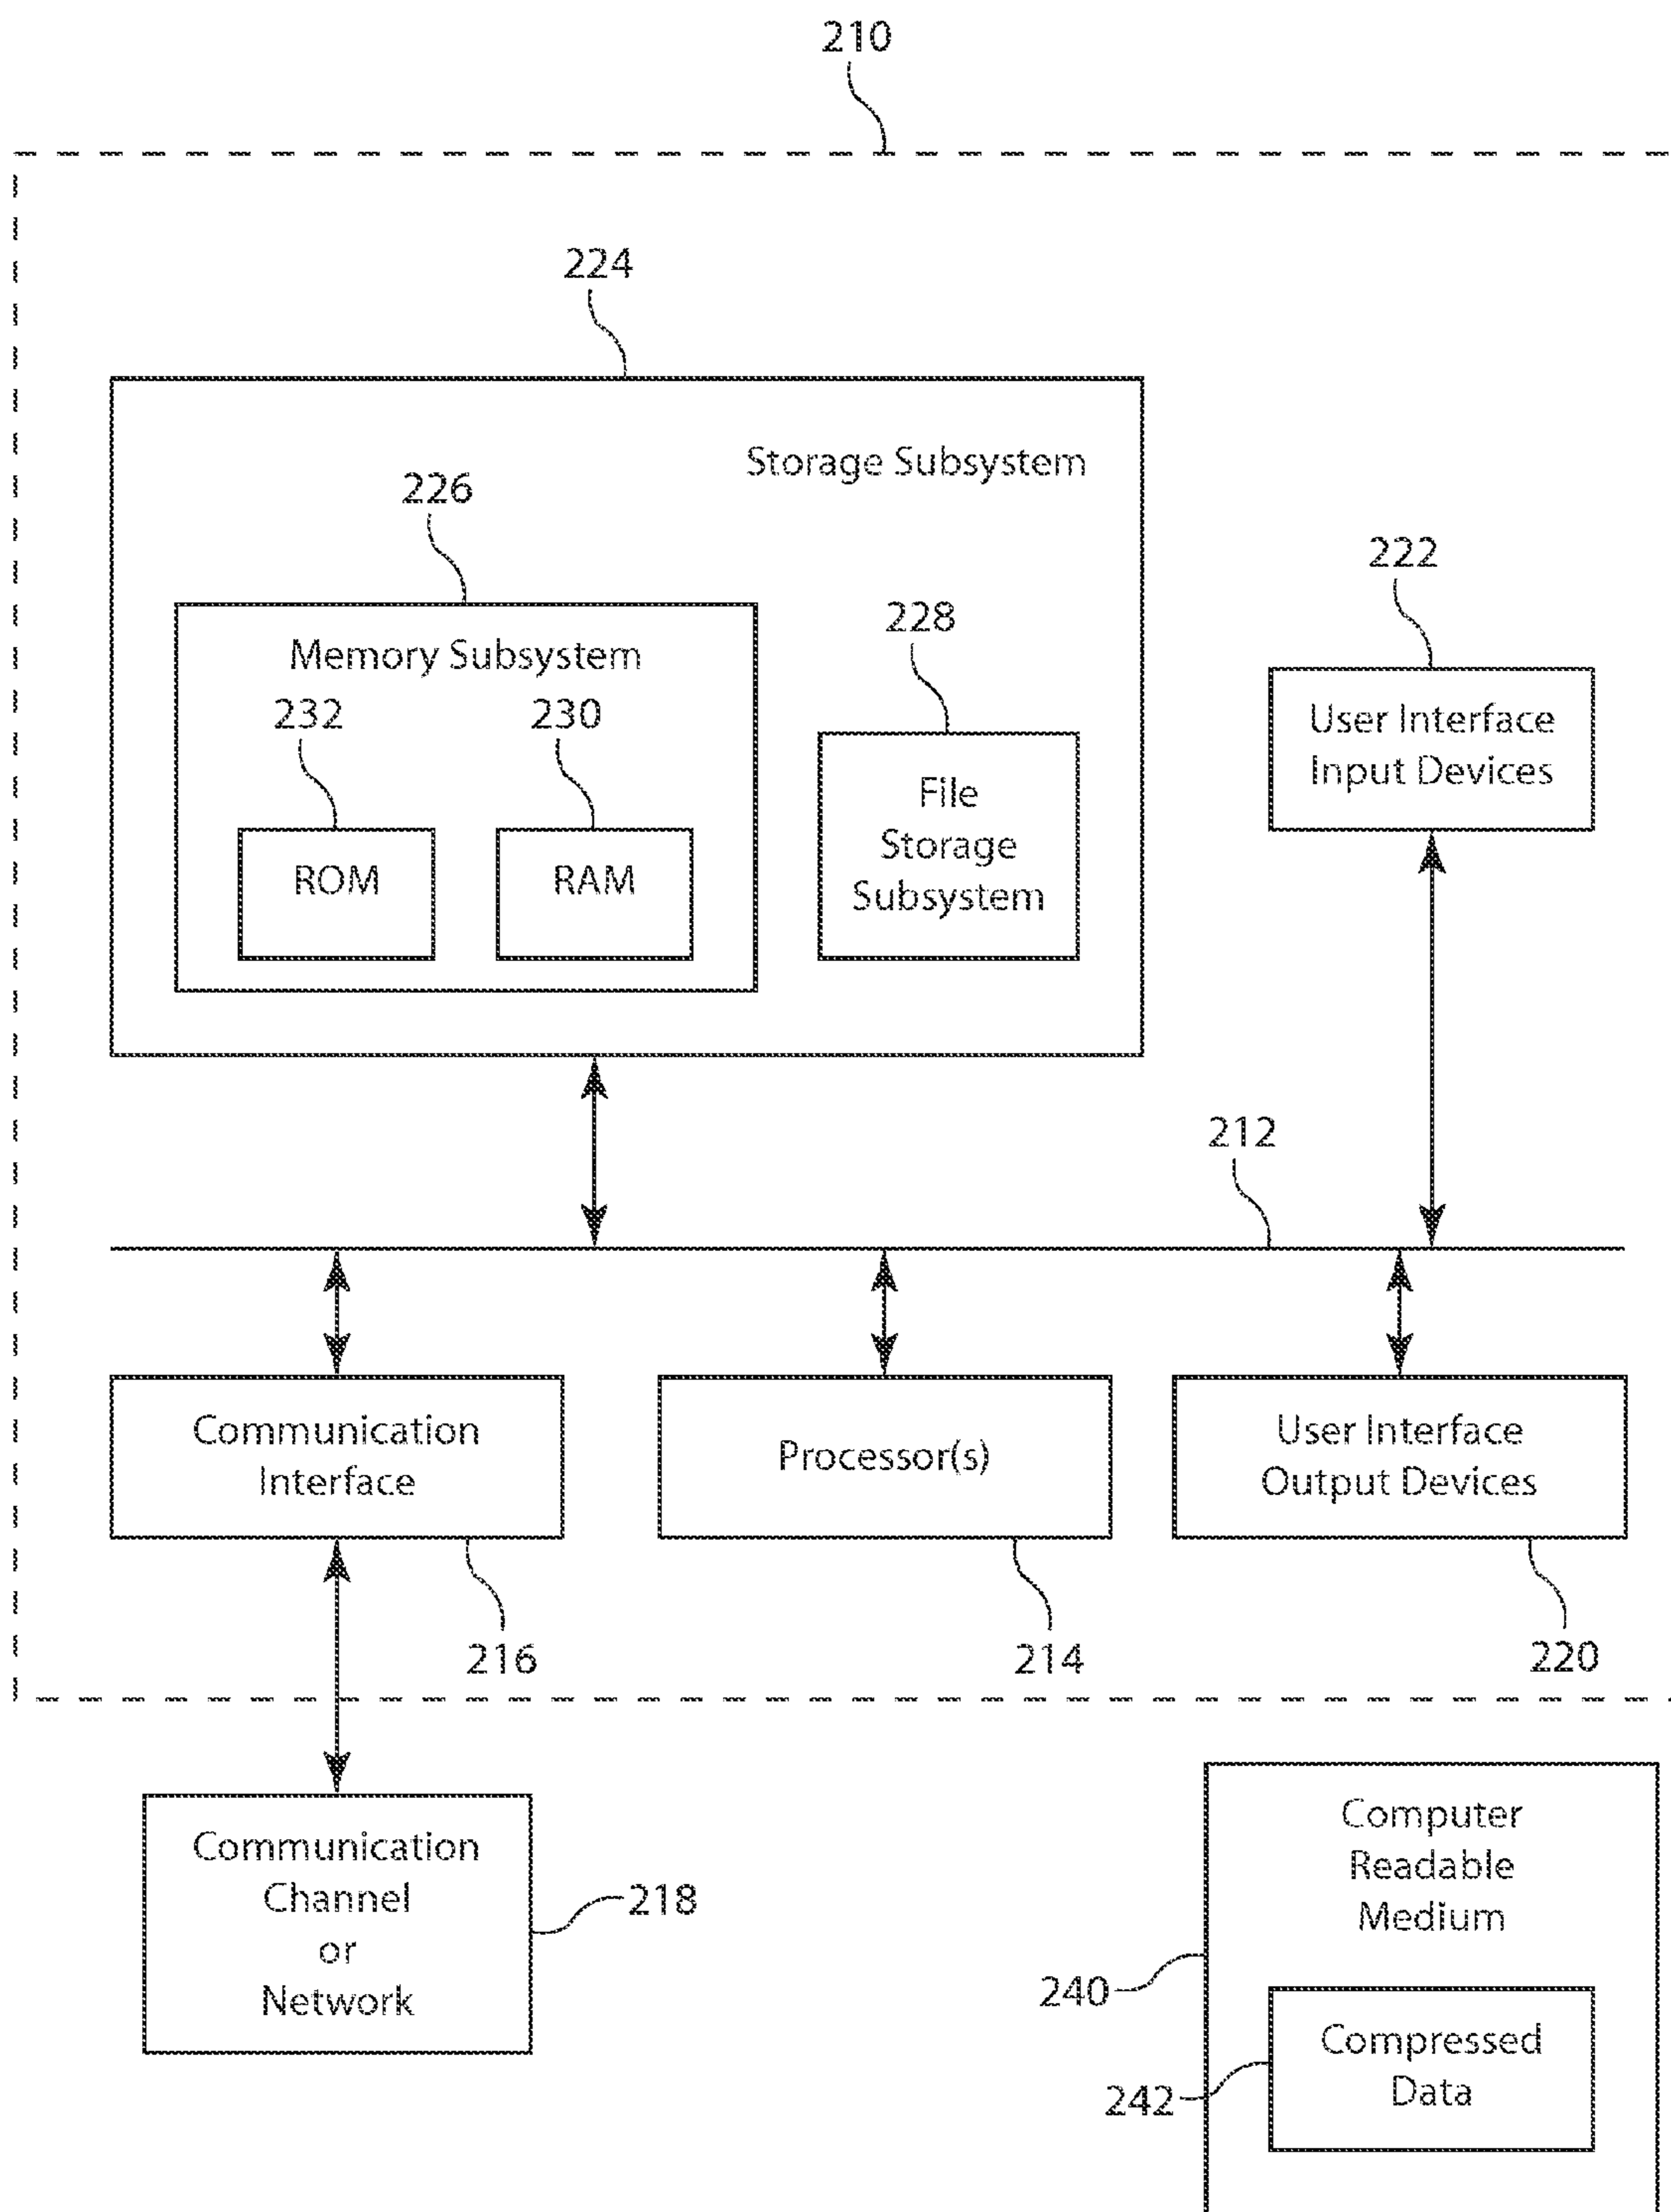 210
224
Storage Subsystem
226
222
228
Memory Subsystem
232
230
User Interface
Input Devices
File
Storage
Subsystem
ROM
RAM
212
Communication
Interface
Processor(s)
User Interface
Output Devices
216
214
220
Communication
Channel
or
Network
218
Computer
Readable
Medium
240
Compressed
Data
242